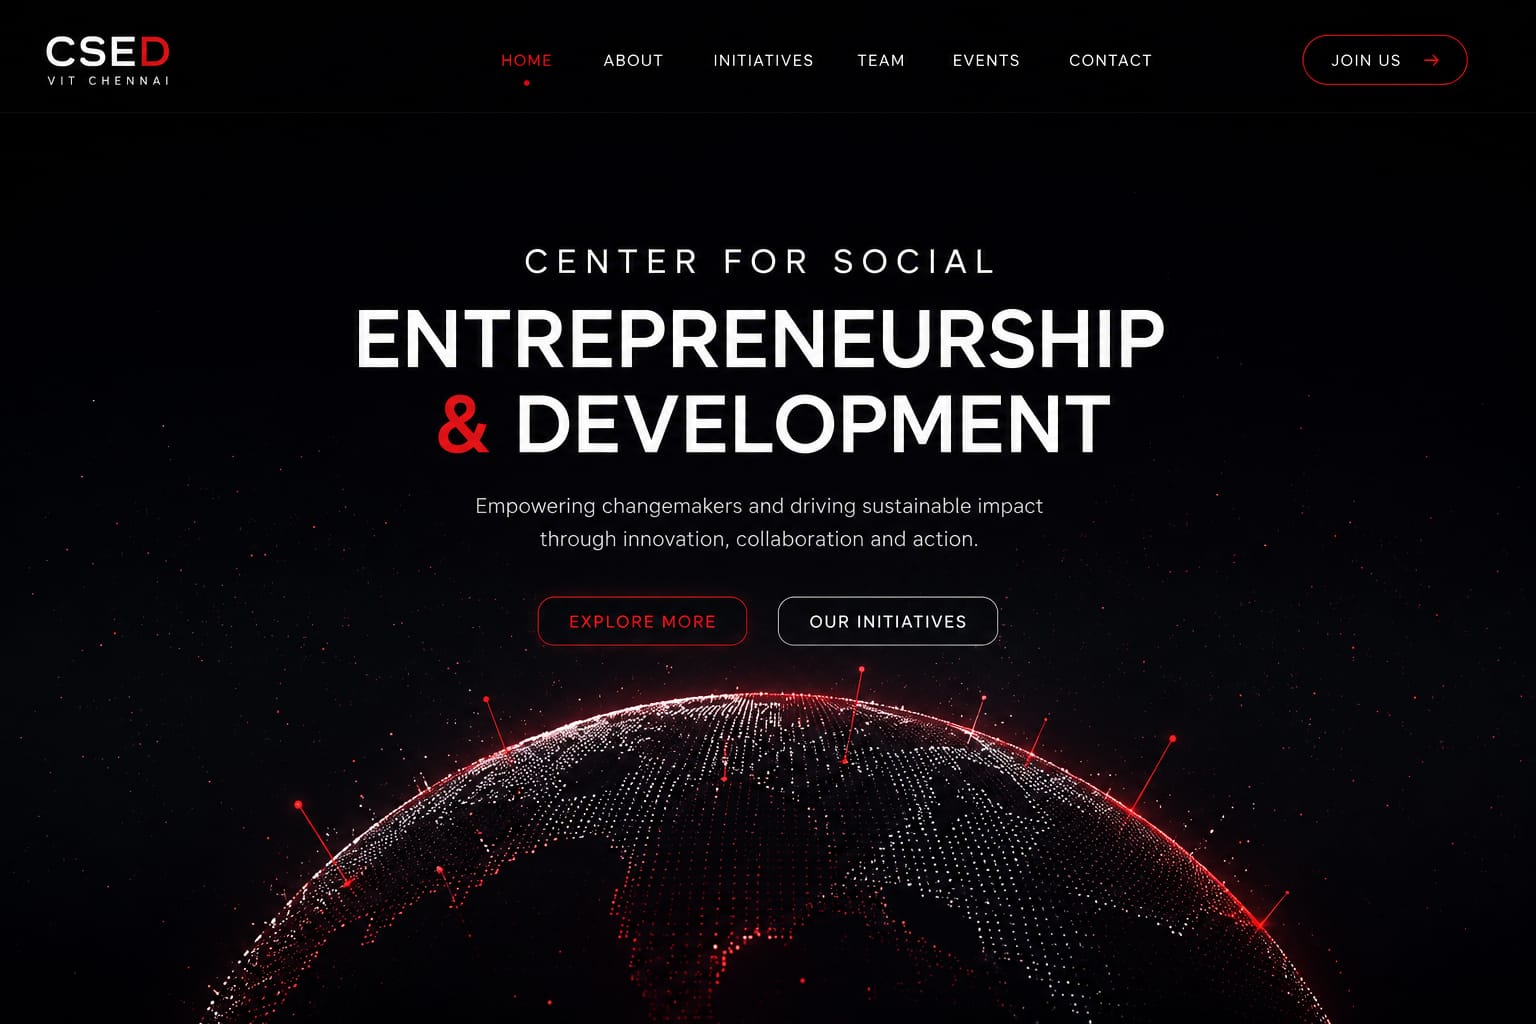 CSED
VIT CHENNAI
HOME
ABOUT
INITIATIVES
TEAM
EVENTS
CONTACT
JOIN US →
CENTER FOR SOCIAL
ENTREPRENEURSHIP
& DEVELOPMENT
Empowering changemakers and driving sustainable impact
through innovation, collaboration and action.
EXPLORE MORE
OUR INITIATIVES